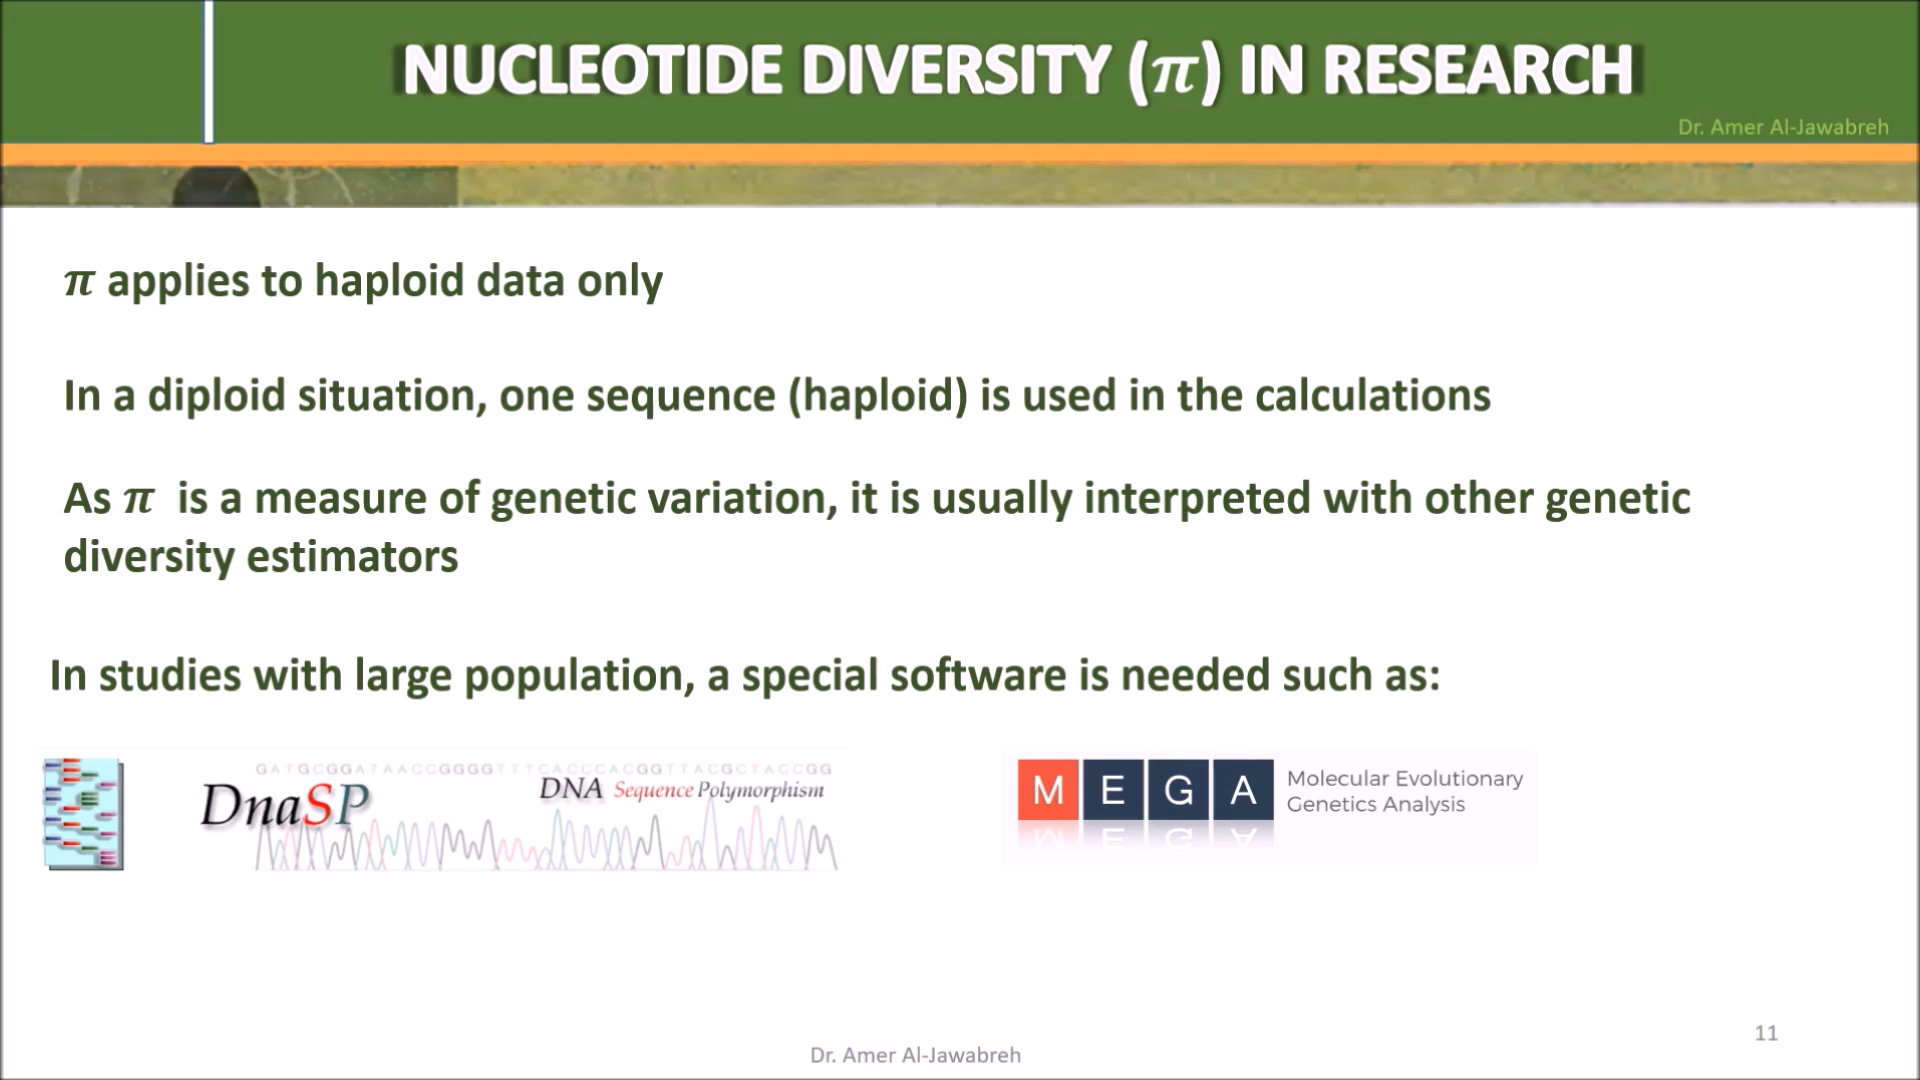 NUCLEOTIDE DIVERSITY (π) IN RESEARCH
Dr. Amer Al-Jawabreh
π applies to haploid data only
In a diploid situation, one sequence (haploid) is used in the calculations
As π is a measure of genetic variation, it is usually interpreted with other genetic
diversity estimators
In studies with large population, a special software is needed such as:
GATGCGGATAACCGGGGTTTCACCCACGGTTACGCTACCGG
DnaSP
DNA Sequence Polymorphism
MEGA
Molecular Evolutionary
Genetics Analysis
11
Dr. Amer Al-Jawabreh